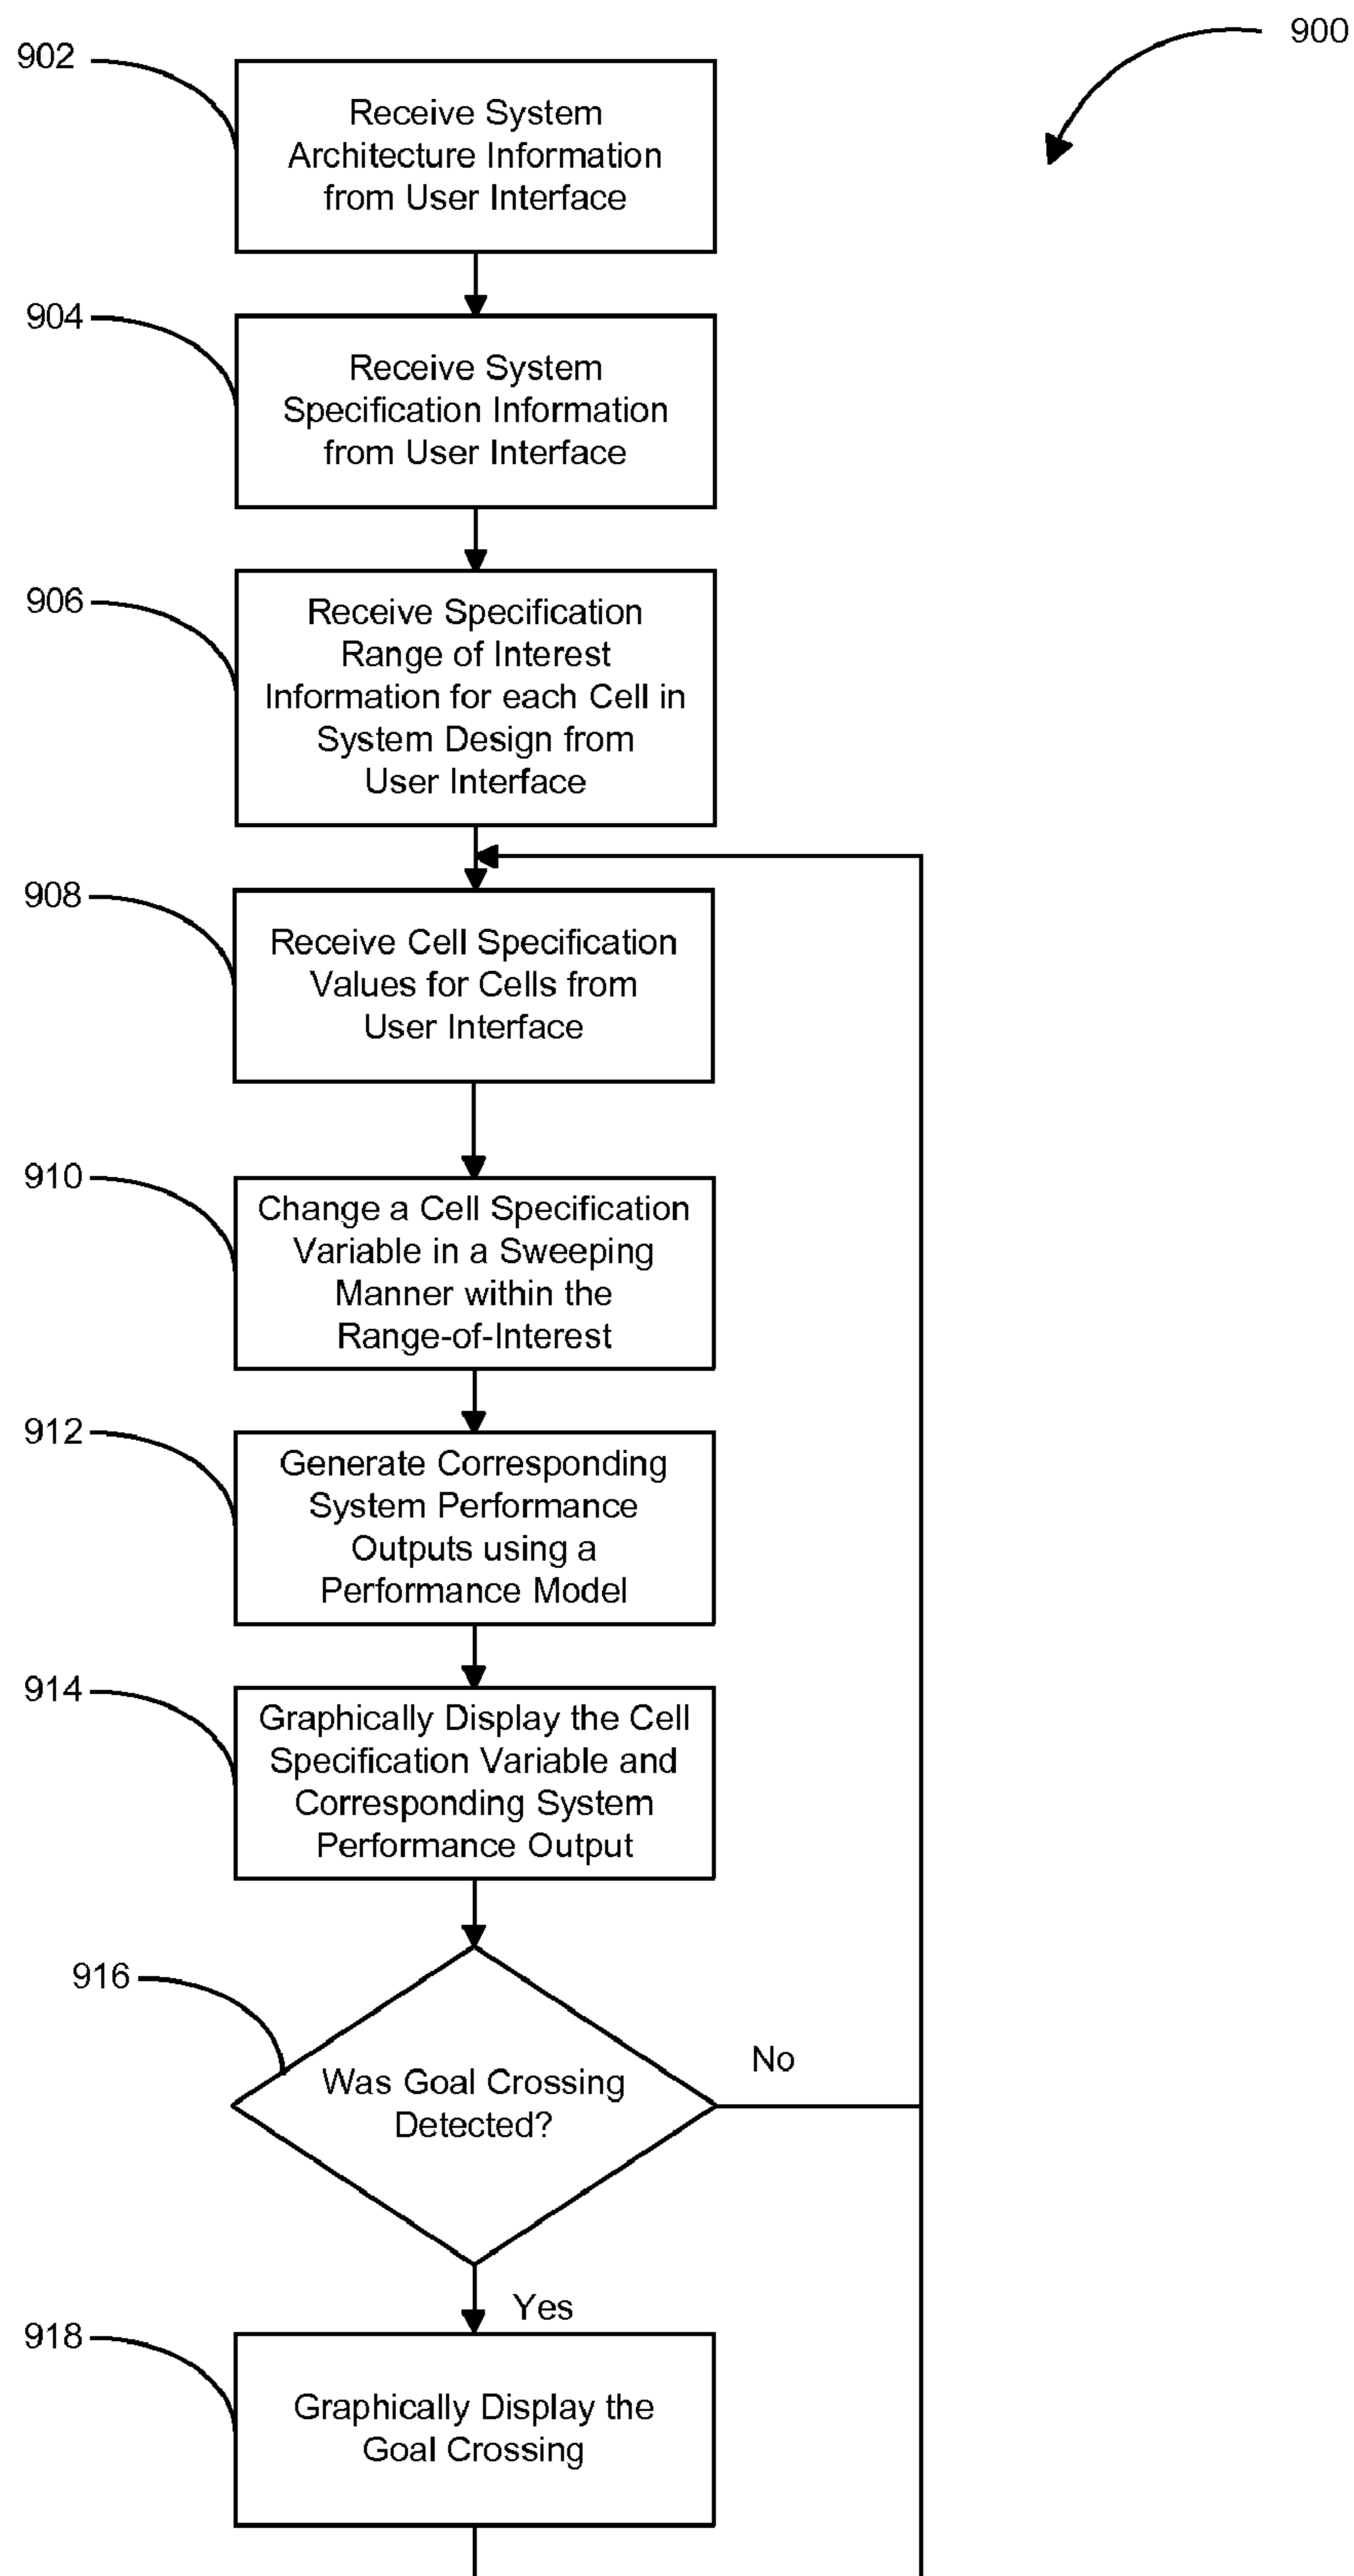 900
902
Receive System
Architecture Information
from User Interface
904
Receive System
Specification Information
from User Interface
906
Receive Specification
Range of Interest
Information for each Cell in
System Design from
User Interface
908
Receive Cell Specification
Values for Cells from
User Interface
910
Change a Cell Specification
Variable in a Sweeping
Manner within the
Range-of-Interest
912
Generate Corresponding
System Performance
Outputs using a
Performance Model
914
Graphically Display the Cell
Specification Variable and
Corresponding System
Performance Output
916
Was Goal Crossing
Detected?
No
Yes
918
Graphically Display the
Goal Crossing